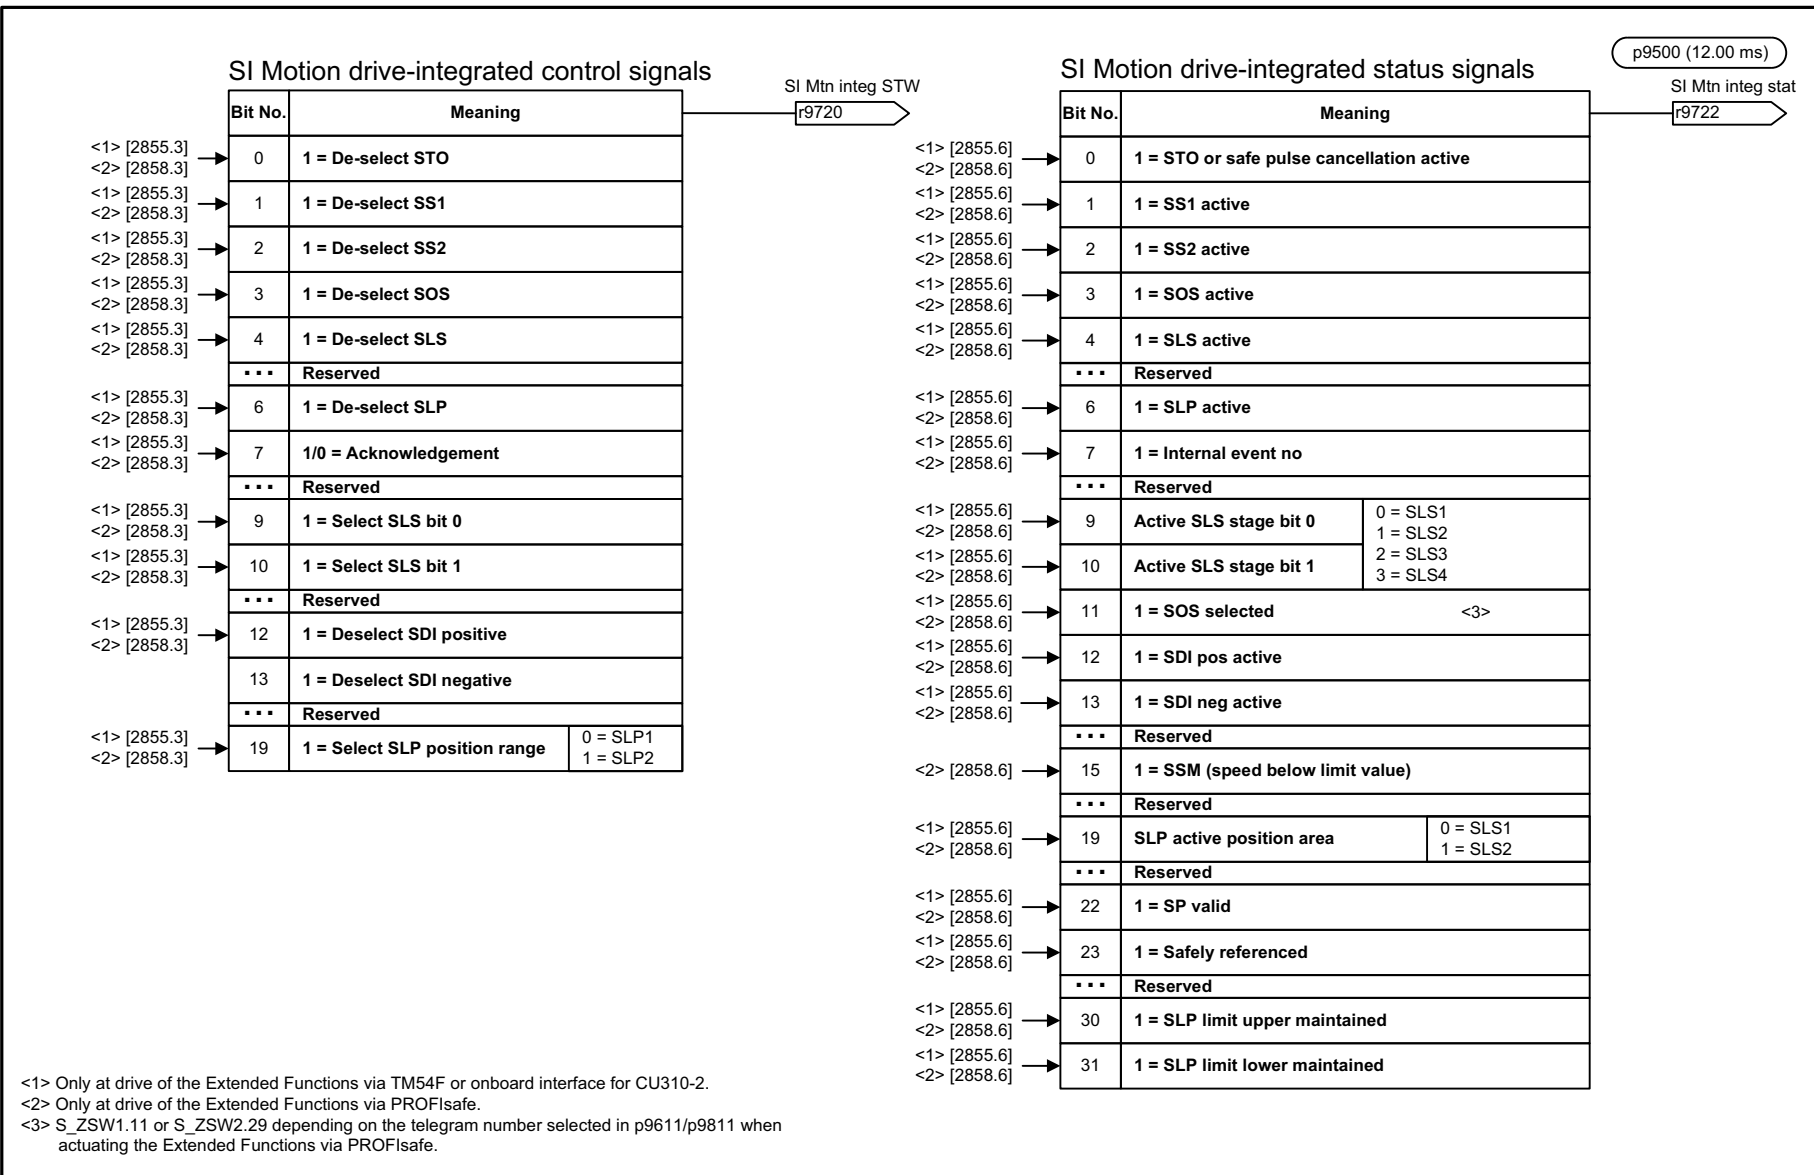 p9500 (12.00 ms)
SI Motion drive-integrated control signals
SI Mtn integ STW
r9720
Bit No. Meaning
<1> [2855.3]
<2> [2858.3]
0 1 = De-select STO
<1> [2855.3]
<2> [2858.3]
1 1 = De-select SS1
<1> [2855.3]
<2> [2858.3]
2 1 = De-select SS2
<1> [2855.3]
<2> [2858.3]
3 1 = De-select SOS
<1> [2855.3]
<2> [2858.3]
4 1 = De-select SLS
... Reserved
<1> [2855.3]
<2> [2858.3]
6 1 = De-select SLP
<1> [2855.3]
<2> [2858.3]
7 1/0 = Acknowledgement
... Reserved
<1> [2855.3]
<2> [2858.3]
9 1 = Select SLS bit 0
<1> [2855.3]
<2> [2858.3]
10 1 = Select SLS bit 1
... Reserved
<1> [2855.3]
<2> [2858.3]
12 1 = Deselect SDI positive
13 1 = Deselect SDI negative
... Reserved
<1> [2855.3]
<2> [2858.3]
19 1 = Select SLP position range
0 = SLP1
1 = SLP2
SI Motion drive-integrated status signals
SI Mtn integ stat
r9722
Bit No. Meaning
<1> [2855.6]
<2> [2858.6]
0 1 = STO or safe pulse cancellation active
<1> [2855.6]
<2> [2858.6]
1 1 = SS1 active
<1> [2855.6]
<2> [2858.6]
2 1 = SS2 active
<1> [2855.6]
<2> [2858.6]
3 1 = SOS active
<1> [2855.6]
<2> [2858.6]
4 1 = SLS active
... Reserved
<1> [2855.6]
<2> [2858.6]
6 1 = SLP active
<1> [2855.6]
<2> [2858.6]
7 1 = Internal event no
... Reserved
<1> [2855.6]
<2> [2858.6]
9 Active SLS stage bit 0
<1> [2855.6]
<2> [2858.6]
10 Active SLS stage bit 1
0 = SLS1
1 = SLS2
2 = SLS3
3 = SLS4
<1> [2855.6]
<2> [2858.6]
11 1 = SOS selected <3>
<1> [2855.6]
<2> [2858.6]
12 1 = SDI pos active
<1> [2855.6]
<2> [2858.6]
13 1 = SDI neg active
... Reserved
<2> [2858.6]
15 1 = SSM (speed below limit value)
... Reserved
<1> [2855.6]
<2> [2858.6]
19 SLP active position area
0 = SLS1
1 = SLS2
... Reserved
<1> [2855.6]
<2> [2858.6]
22 1 = SP valid
<1> [2855.6]
<2> [2858.6]
23 1 = Safely referenced
... Reserved
<1> [2855.6]
<2> [2858.6]
30 1 = SLP limit upper maintained
<1> [2855.6]
<2> [2858.6]
31 1 = SLP limit lower maintained
<1> Only at drive of the Extended Functions via TM54F or onboard interface for CU310-2.
<2> Only at drive of the Extended Functions via PROFIsafe.
<3> S_ZSW1.11 or S_ZSW2.29 depending on the telegram number selected in p9611/p9811 when
actuating the Extended Functions via PROFIsafe.